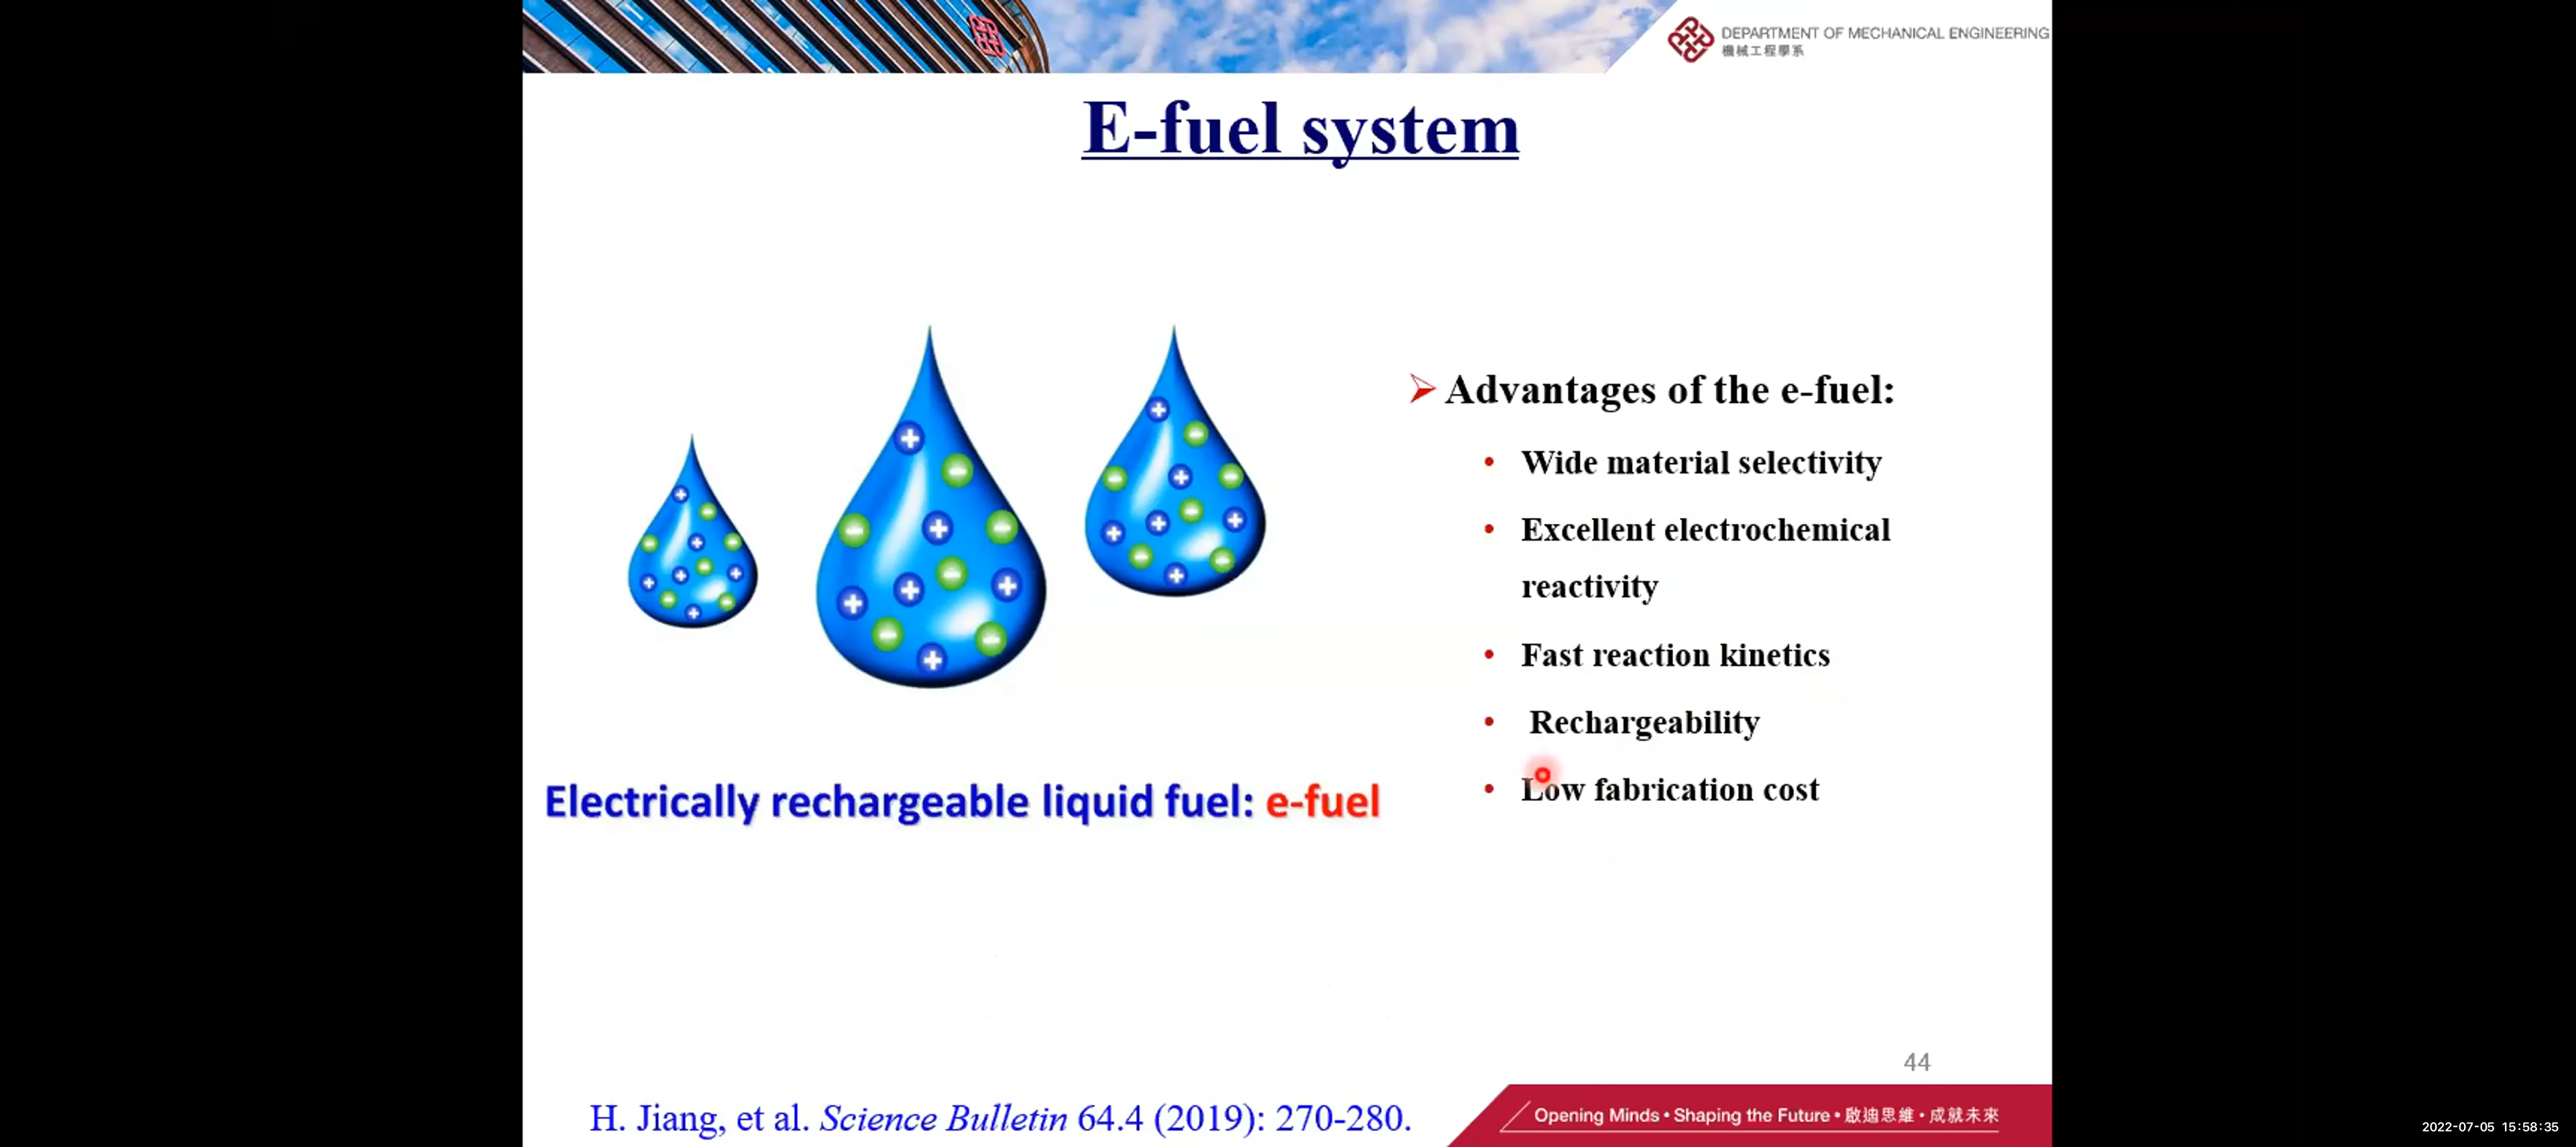 DEPARTMENT OF MECHANICAL ENGINEERING
機械工程學系
E-fuel system
➢ Advantages of the e-fuel:
• Wide material selectivity
• Excellent electrochemical
reactivity
• Fast reaction kinetics
• Rechargeability
• Low fabrication cost
Electrically rechargeable liquid fuel: e-fuel
44
H. Jiang, et al. Science Bulletin 64.4 (2019): 270-280.
Opening Minds • Shaping the Future • 啟迪思維 • 成就未來
2022-07-05 15:58:35